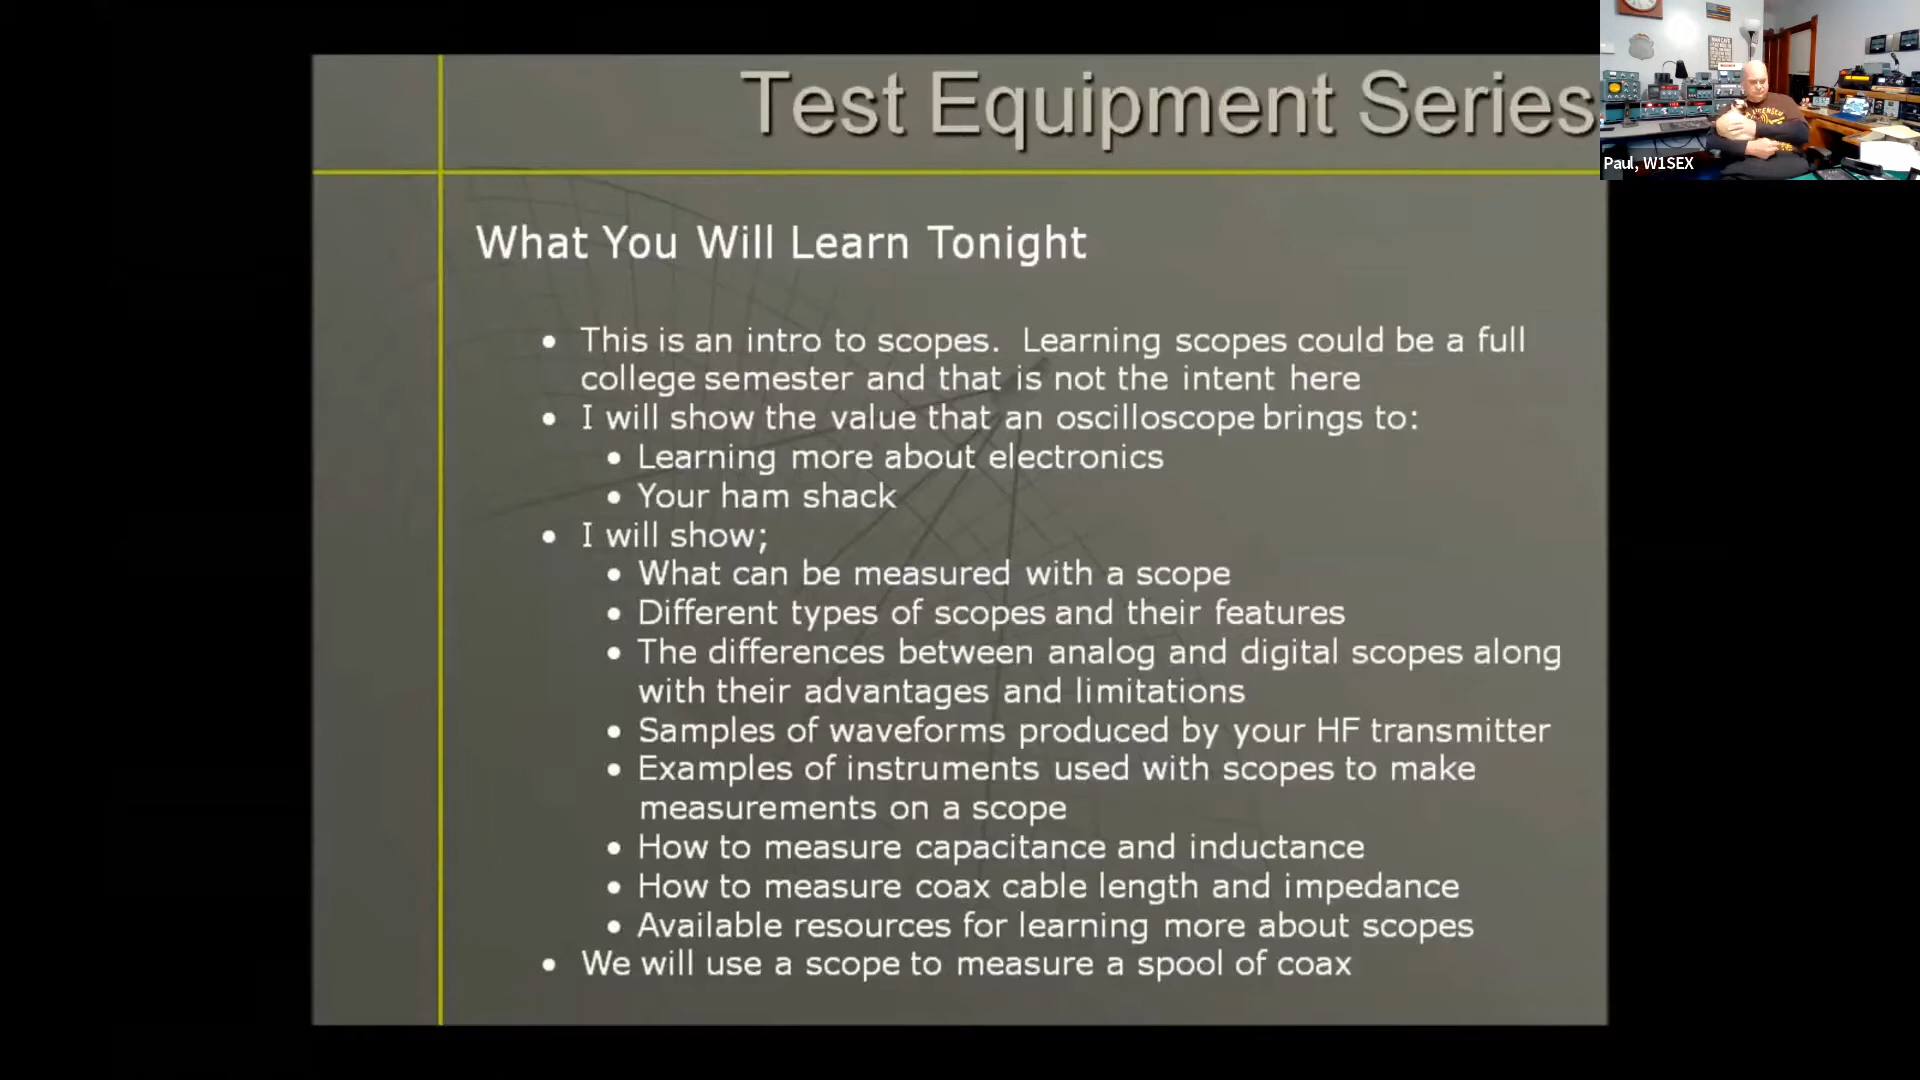 Test Equipment Series
Paul, W1SEX
What You Will Learn Tonight
• This is an intro to scopes. Learning scopes could be a full
college semester and that is not the intent here
• I will show the value that an oscilloscope brings to:
• Learning more about electronics
• Your ham shack
• I will show;
• What can be measured with a scope
• Different types of scopes and their features
• The differences between analog and digital scopes along
with their advantages and limitations
• Samples of waveforms produced by your HF transmitter
• Examples of instruments used with scopes to make
measurements on a scope
• How to measure capacitance and inductance
• How to measure coax cable length and impedance
• Available resources for learning more about scopes
• We will use a scope to measure a spool of coax